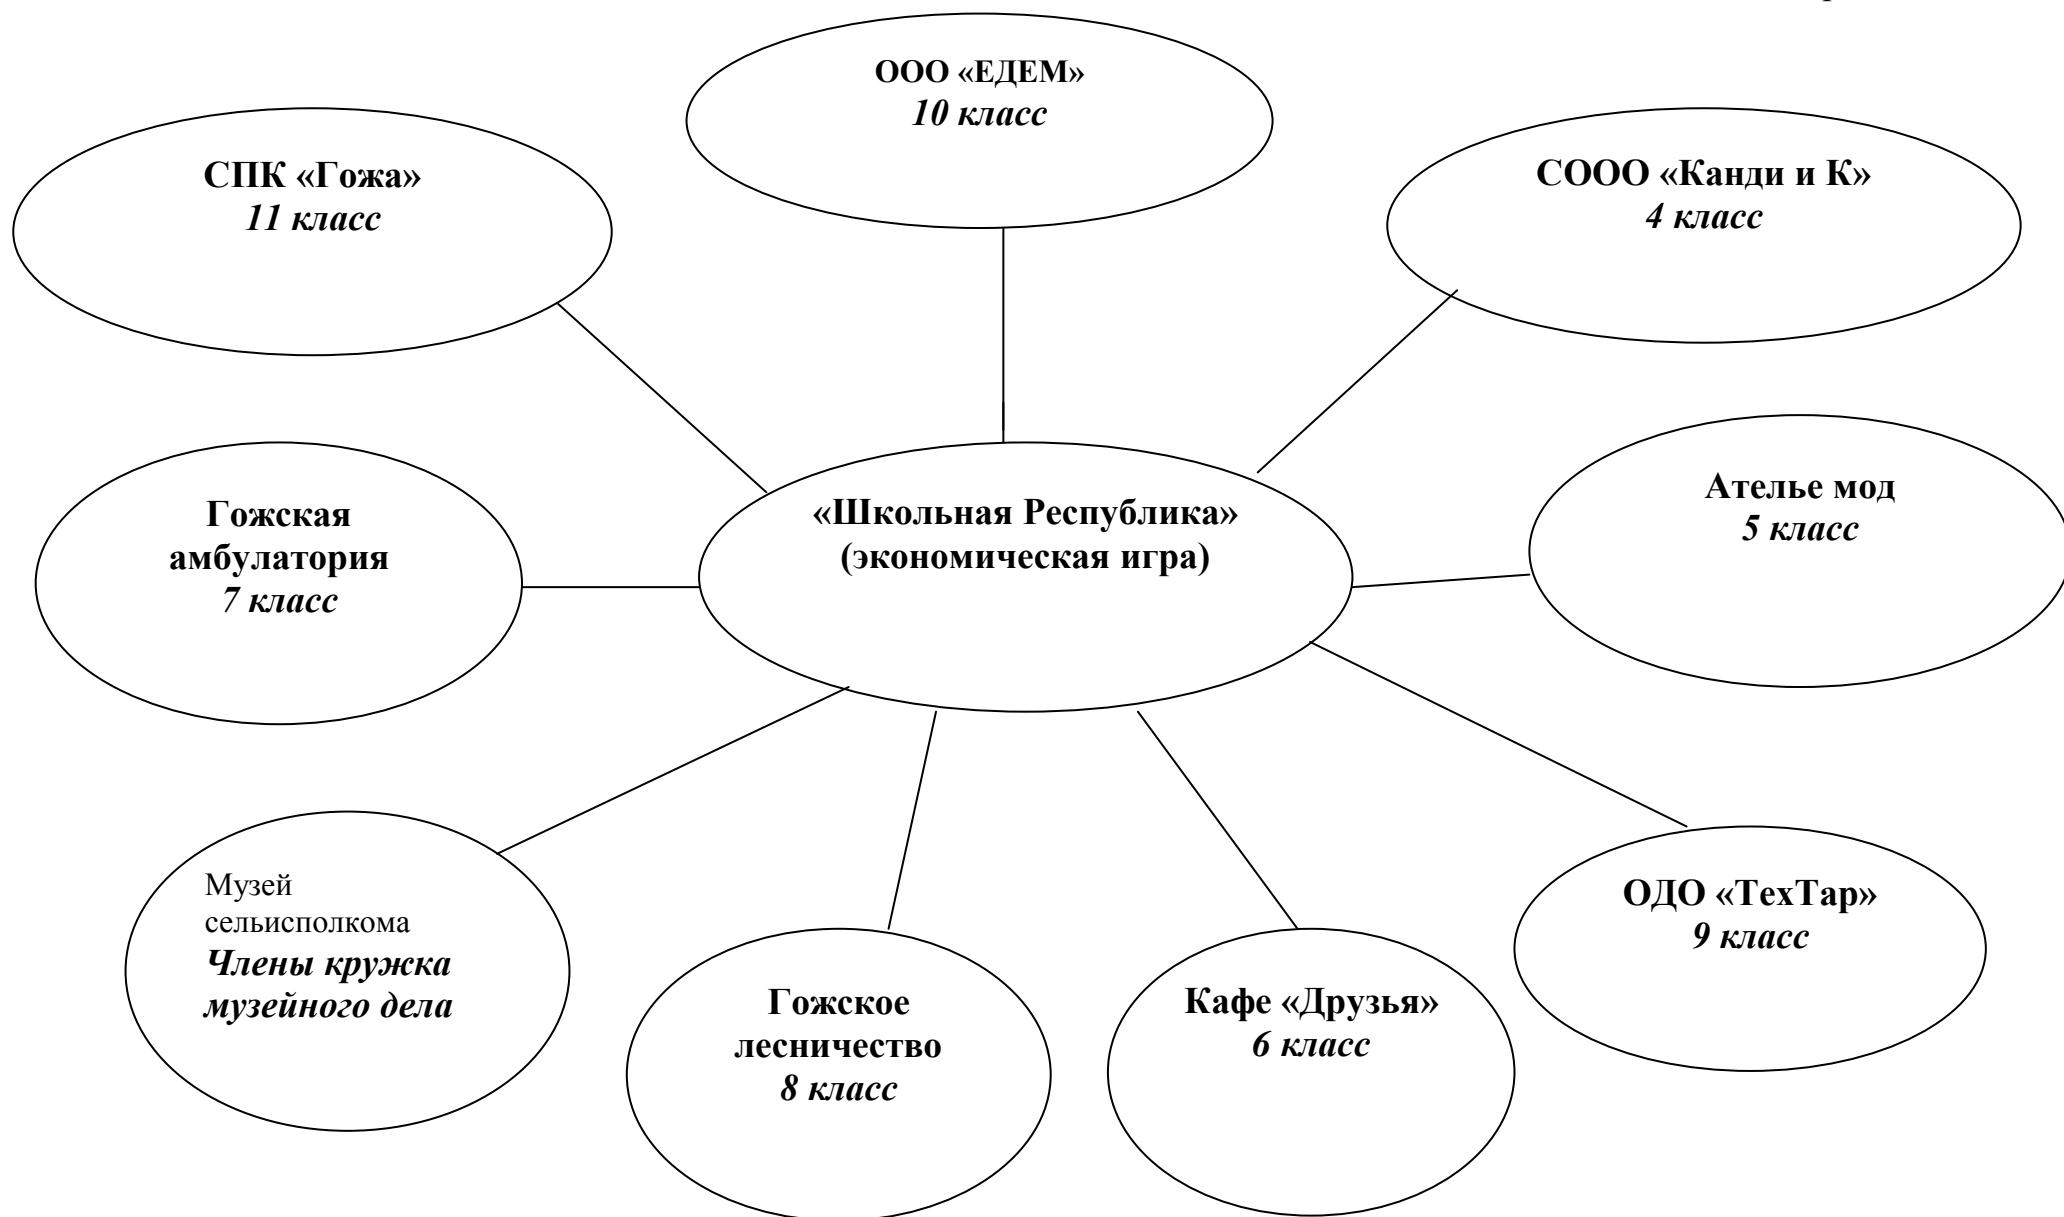 ООО «ЕДЕМ»
10 класс
СПК «Гожа»
11 класс
СООО «Канди и К»
4 класс
Гожская
амбулатория
7 класс
«Школьная Республика»
(экономическая игра)
Ателье мод
5 класс
Музей
сельисполкома
Члены кружка
музейного дела
Гожское
лесничество
8 класс
Кафе «Друзья»
6 класс
ОДО «ТехТар»
9 класс